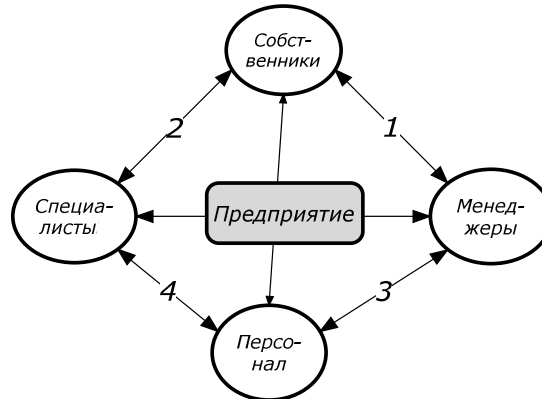 Собст-
венники
2
1
Специа-
листы
Предприятие
Менед-
жеры
4
3
Персо-
нал